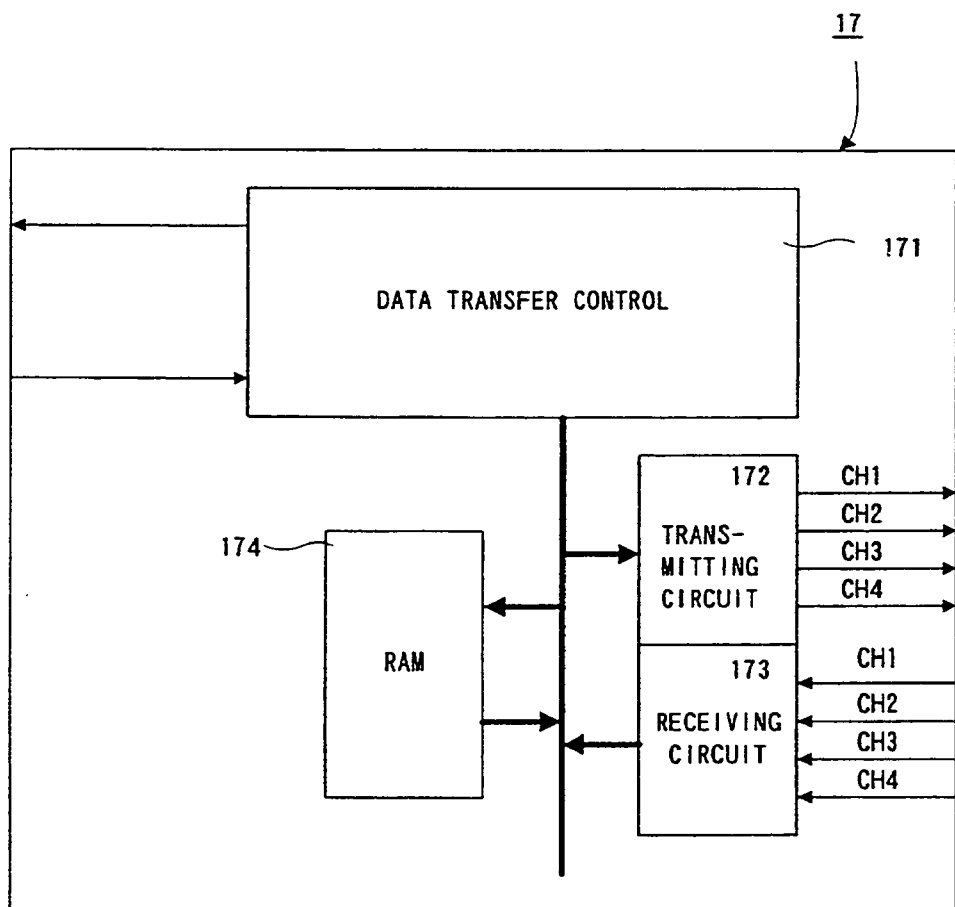 17
171
DATA TRANSFER CONTROL
172
CH1
CH2
TRANS-
MITTING
CIRCUIT
CH3
CH4
174
RAM
173
CH1
CH2
RECEIVING
CIRCUIT
CH3
CH4